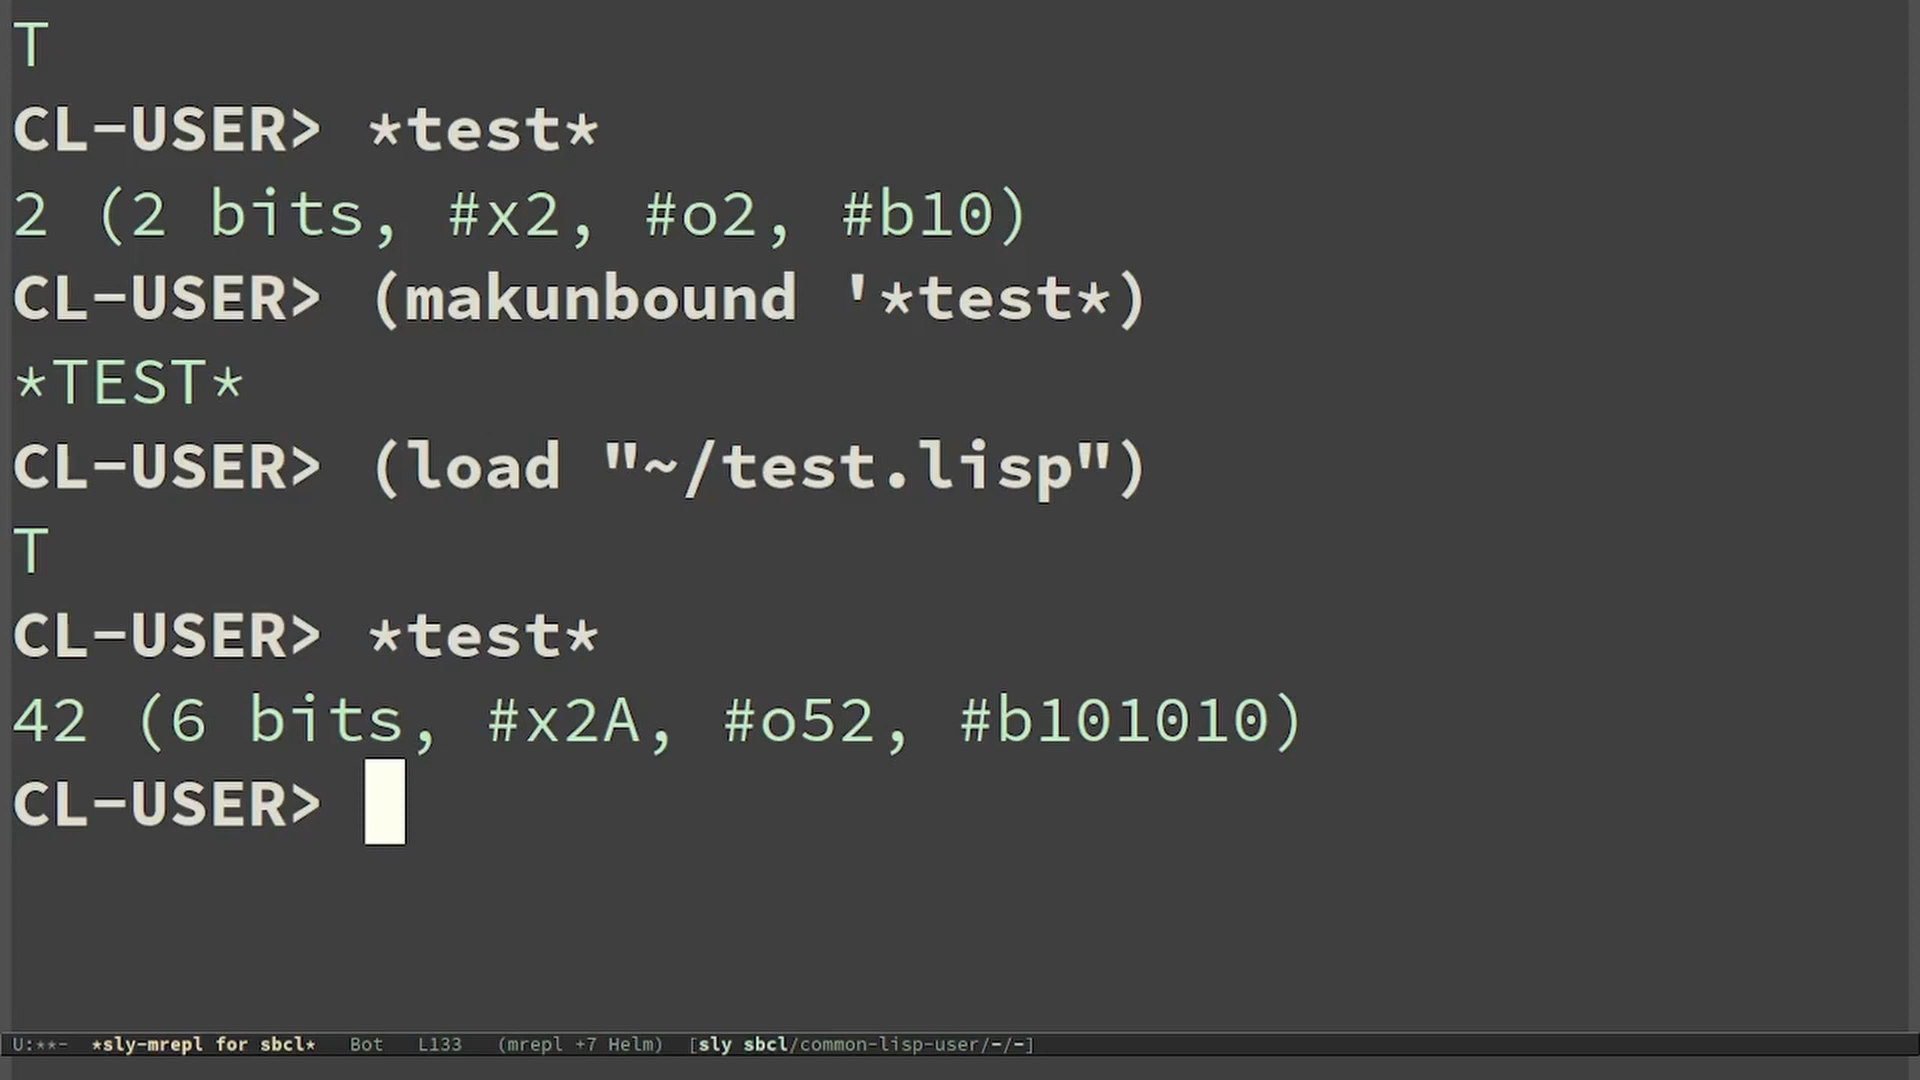 T
CL-USER> *test*
2 (2 bits, #x2, #o2, #b10)
CL-USER> (makunbound '*test*)
*TEST*
CL-USER> (load "~/test.lisp")
T
CL-USER> *test*
42 (6 bits, #x2A, #o52, #b101010)
CL-USER>
U:**-  *sly-mrepl for sbcl*   Bot   L133   (mrepl +7 Helm)  [sly sbcl/common-lisp-user/-/-]